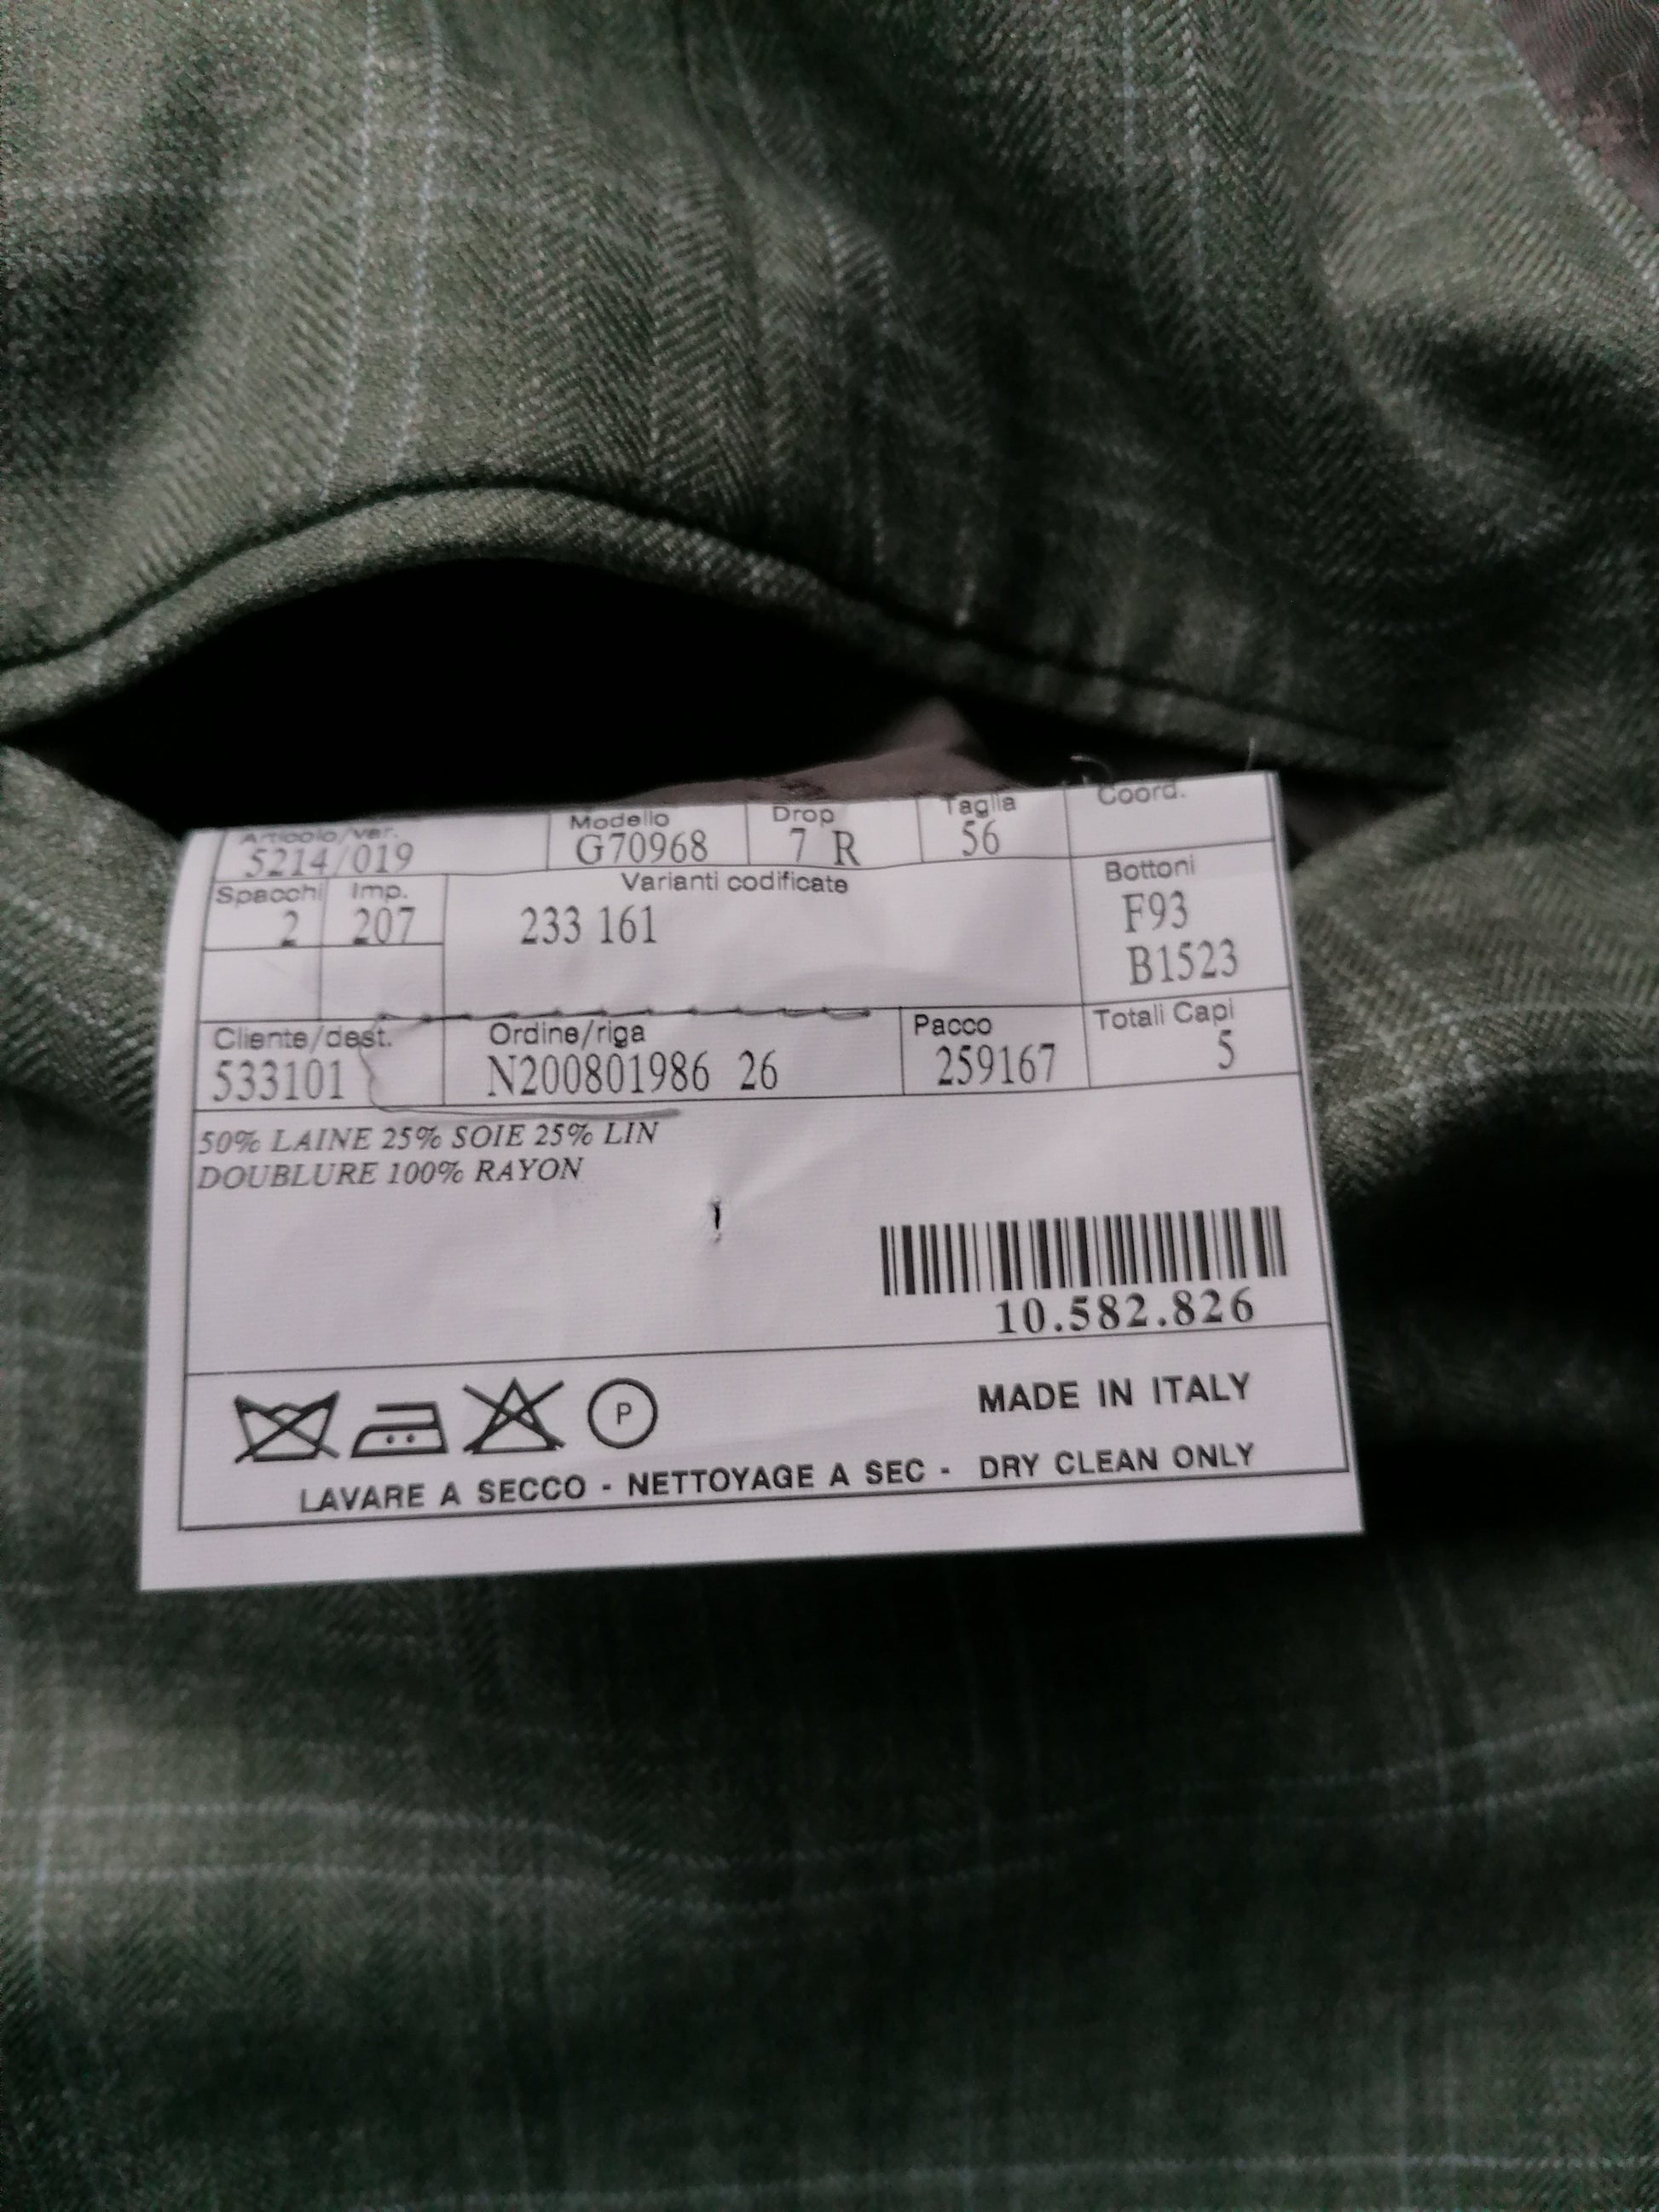 Articolo/var. Modello Drop Taglia Coord.
5214/019 G70968 7 R 56
Spacchi Imp. Varianti codificate Bottoni
2 207 233 161 F93
B1523
Cliente/dest. Ordine/riga Pacco Totali Capi
533101 N200801986 26 259167 5
50% LAINE 25% SOIE 25% LIN
DOUBLURE 100% RAYON
10.582.826
P MADE IN ITALY
LAVARE A SECCO - NETTOYAGE A SEC - DRY CLEAN ONLY